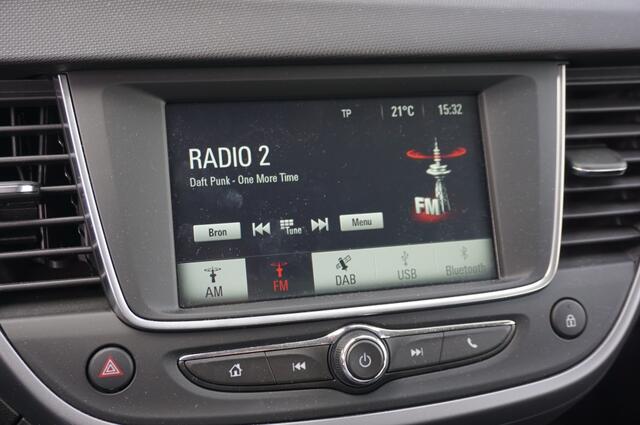 TP 21°C 15:32
RADIO 2
Daft Punk - One More Time
Bron Tune Menu
FM
AM FM DAB USB Bluetooth